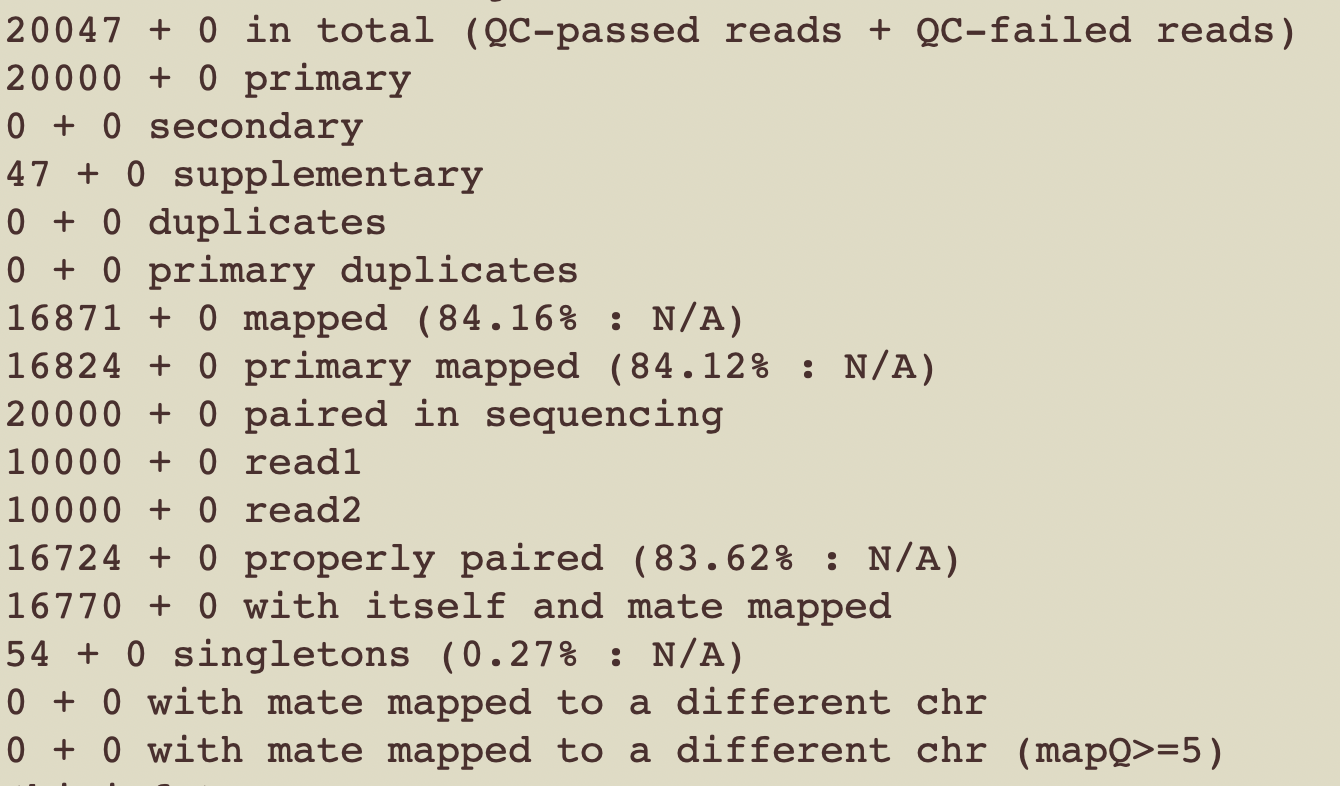 20047 + 0 in total (QC-passed reads + QC-failed reads)
20000 + 0 primary
0 + 0 secondary
47 + 0 supplementary
0 + 0 duplicates
0 + 0 primary duplicates
16871 + 0 mapped (84.16% : N/A)
16824 + 0 primary mapped (84.12% : N/A)
20000 + 0 paired in sequencing
10000 + 0 read1
10000 + 0 read2
16724 + 0 properly paired (83.62% : N/A)
16770 + 0 with itself and mate mapped
54 + 0 singletons (0.27% : N/A)
0 + 0 with mate mapped to a different chr
0 + 0 with mate mapped to a different chr (mapQ>=5)